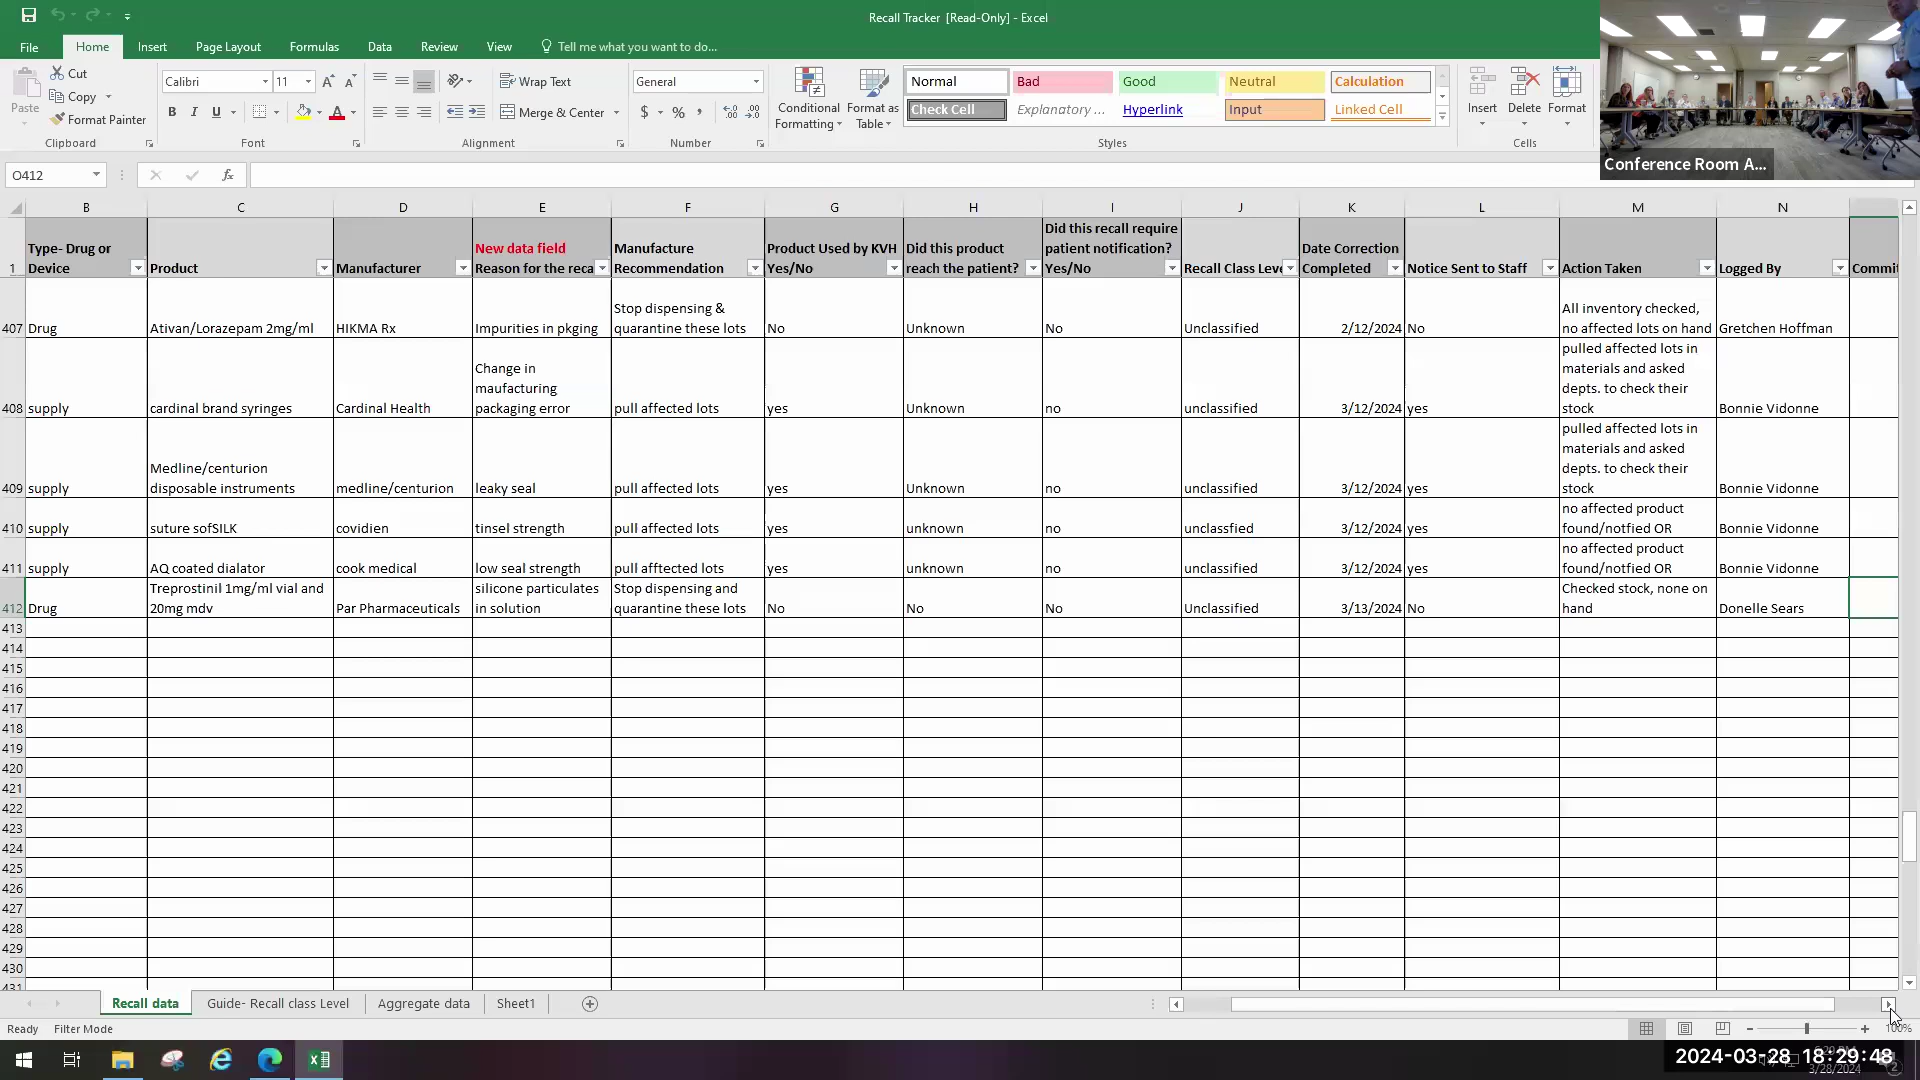 Recall Tracker [Read-Only] - Excel
File Home Insert Page Layout Formulas Data Review View Tell me what you want to do...
Paste Cut Copy Format Painter
Clipboard
Calibri 11
B I U
Font
Wrap Text
Merge & Center
Alignment
General
$ % ,
Number
Conditional Formatting
Format as Table
Normal Bad Good Neutral Calculation
Check Cell Explanatory ... Hyperlink Input Linked Cell
Styles
Insert Delete Format
Cells
Conference Room A...
O412 fx
B C D E F G H I J K L M N
1 Type- Drug or Device Product Manufacturer New data field Reason for the reca Manufacture Recommendation Product Used by KVH Yes/No Did this product reach the patient? Did this recall require patient notification? Yes/No Recall Class Leve Date Correction Completed Notice Sent to Staff Action Taken Logged By Commit
407 Drug Ativan/Lorazepam 2mg/ml HIKMA Rx Impurities in pkging Stop dispensing & quarantine these lots No Unknown No Unclassified 2/12/2024 No All inventory checked, no affected lots on hand Gretchen Hoffman
408 supply cardinal brand syringes Cardinal Health Change in maufacturing packaging error pull affected lots yes Unknown no unclassified 3/12/2024 yes pulled affected lots in materials and asked depts. to check their stock Bonnie Vidonne
409 supply Medline/centurion disposable instruments medline/centurion leaky seal pull affected lots yes Unknown no unclassified 3/12/2024 yes pulled affected lots in materials and asked depts. to check their stock Bonnie Vidonne
410 supply suture sofSILK covidien tinsel strength pull affected lots yes unknown no unclassfied 3/12/2024 yes no affected product found/notfied OR Bonnie Vidonne
411 supply AQ coated dialator cook medical low seal strength pull afftected lots yes unknown no unclassified 3/12/2024 yes no affected product found/notfied OR Bonnie Vidonne
412 Drug Treprostinil 1mg/ml vial and 20mg mdv Par Pharmaceuticals silicone particulates in solution Stop dispensing and quarantine these lots No No No Unclassified 3/13/2024 No Checked stock, none on hand Donelle Sears
413
414
415
416
417
418
419
420
421
422
423
424
425
426
427
428
429
430
431
Recall data Guide- Recall class Level Aggregate data Sheet1
Ready Filter Mode 100%
2024-03-28 18:29:48
3/28/2024